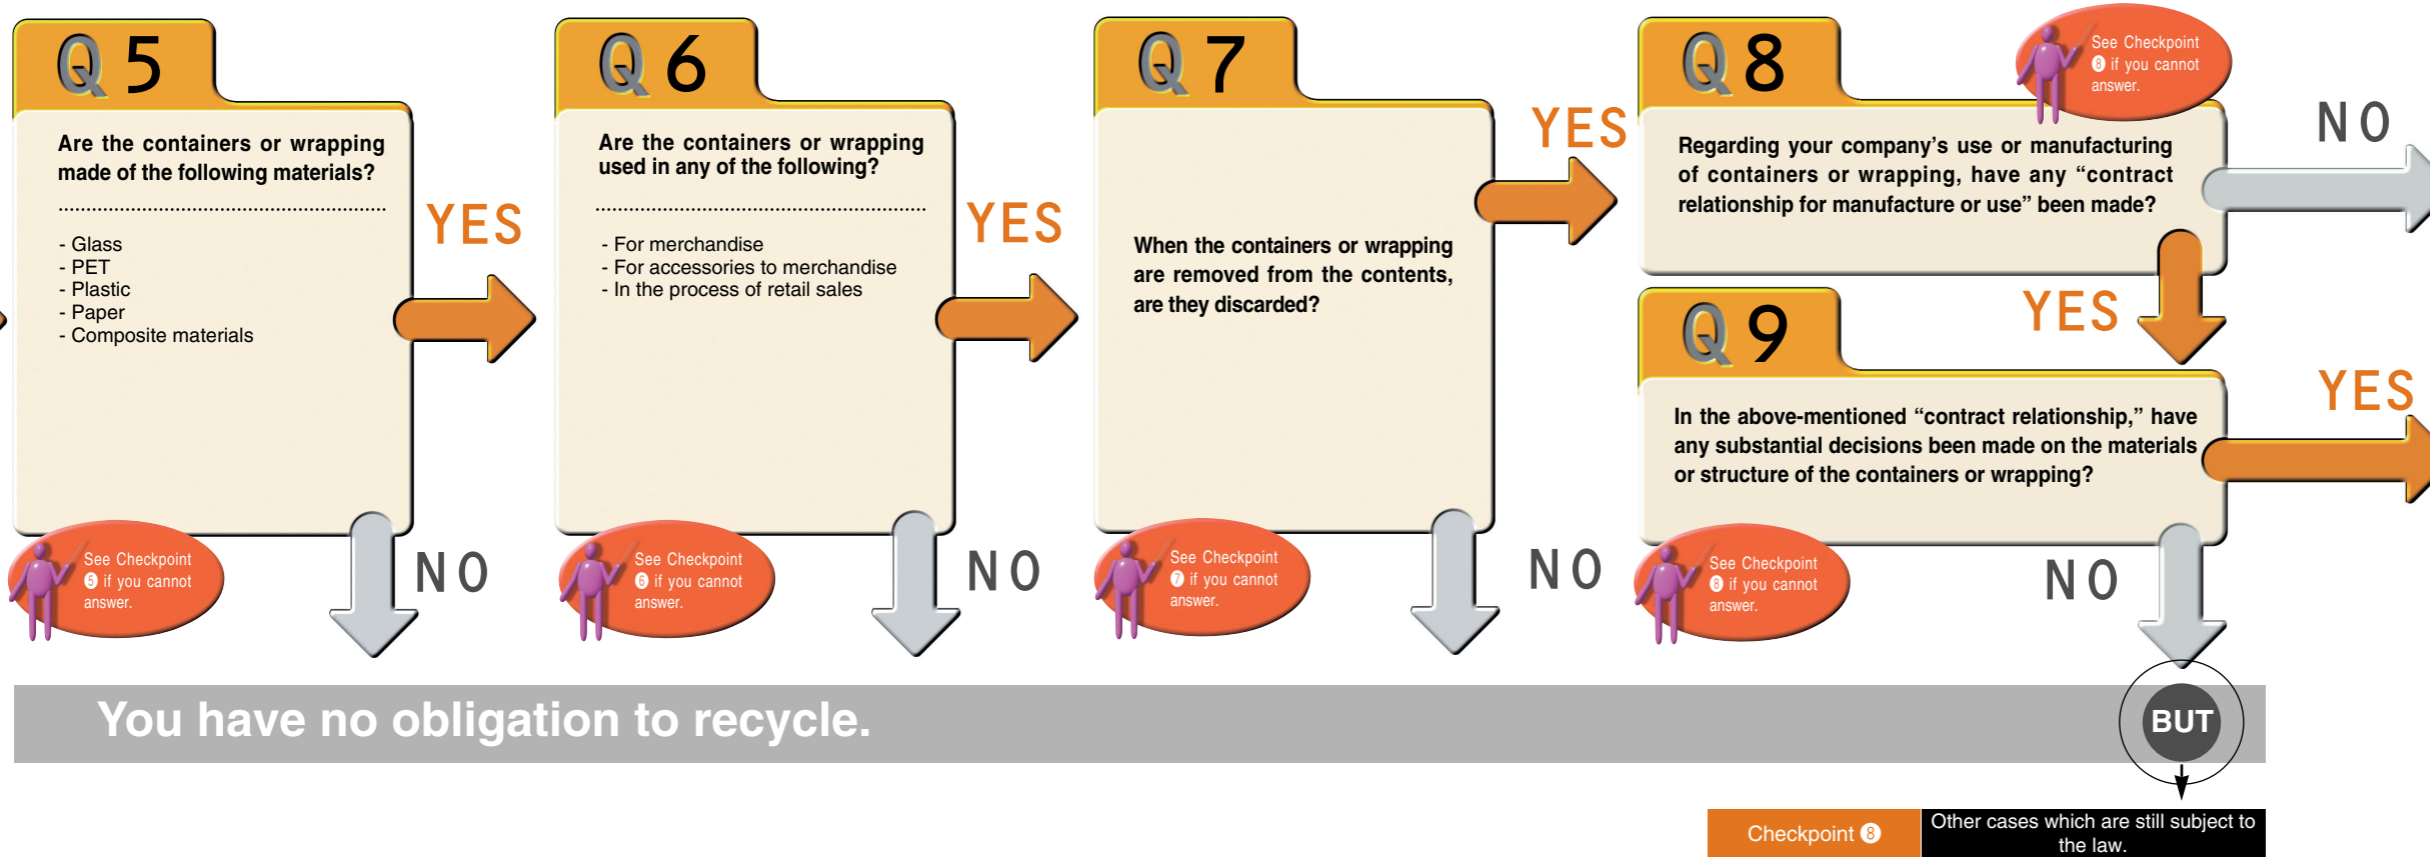 Q 5
Are the containers or wrapping
made of the following materials?
- Glass
- PET
- Plastic
- Paper
- Composite materials
YES
See Checkpoint
5 if you cannot
answer.
NO
Q 6
Are the containers or wrapping
used in any of the following?
- For merchandise
- For accessories to merchandise
- In the process of retail sales
YES
See Checkpoint
6 if you cannot
answer.
NO
Q 7
When the containers or wrapping
are removed from the contents,
are they discarded?
YES
See Checkpoint
7 if you cannot
answer.
NO
Q 8
See Checkpoint
8 if you cannot
answer.
Regarding your company's use or manufacturing
of containers or wrapping, have any “contract
relationship for manufacture or use” been made?
NO
YES
Q 9
In the above-mentioned “contract relationship,” have
any substantial decisions been made on the materials
or structure of the containers or wrapping?
YES
See Checkpoint
8 if you cannot
answer.
NO
You have no obligation to recycle.
BUT
Checkpoint 8
Other cases which are still subject to
the law.